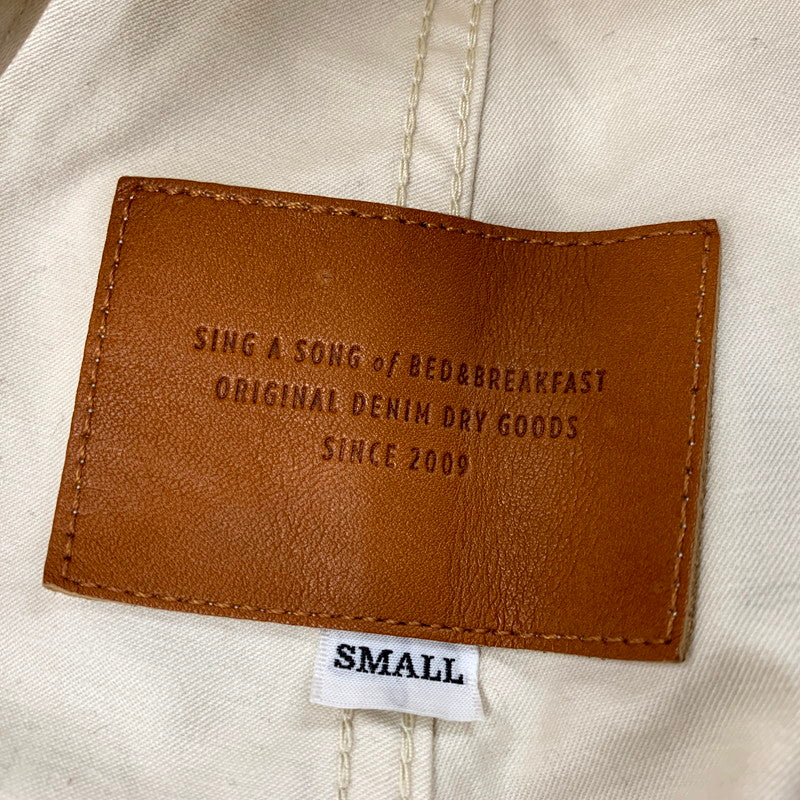 SING A SONG of BED&BREAKFAST
ORIGINAL DENIM DRY GOODS
SINCE 2009
SMALL